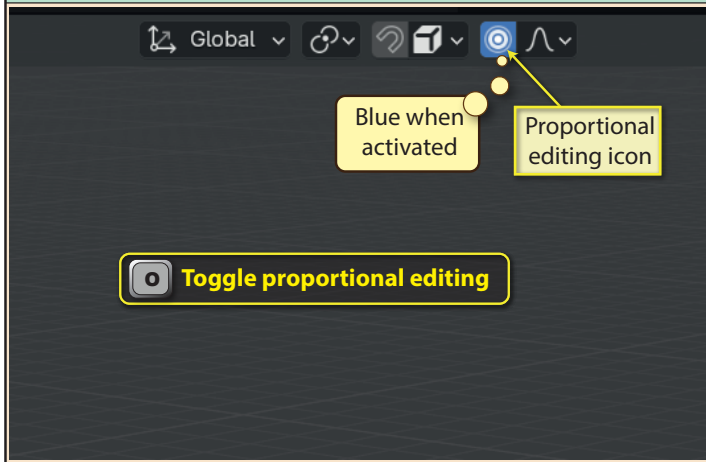 Global
Blue when
activated
Proportional
editing icon
o Toggle proportional editing